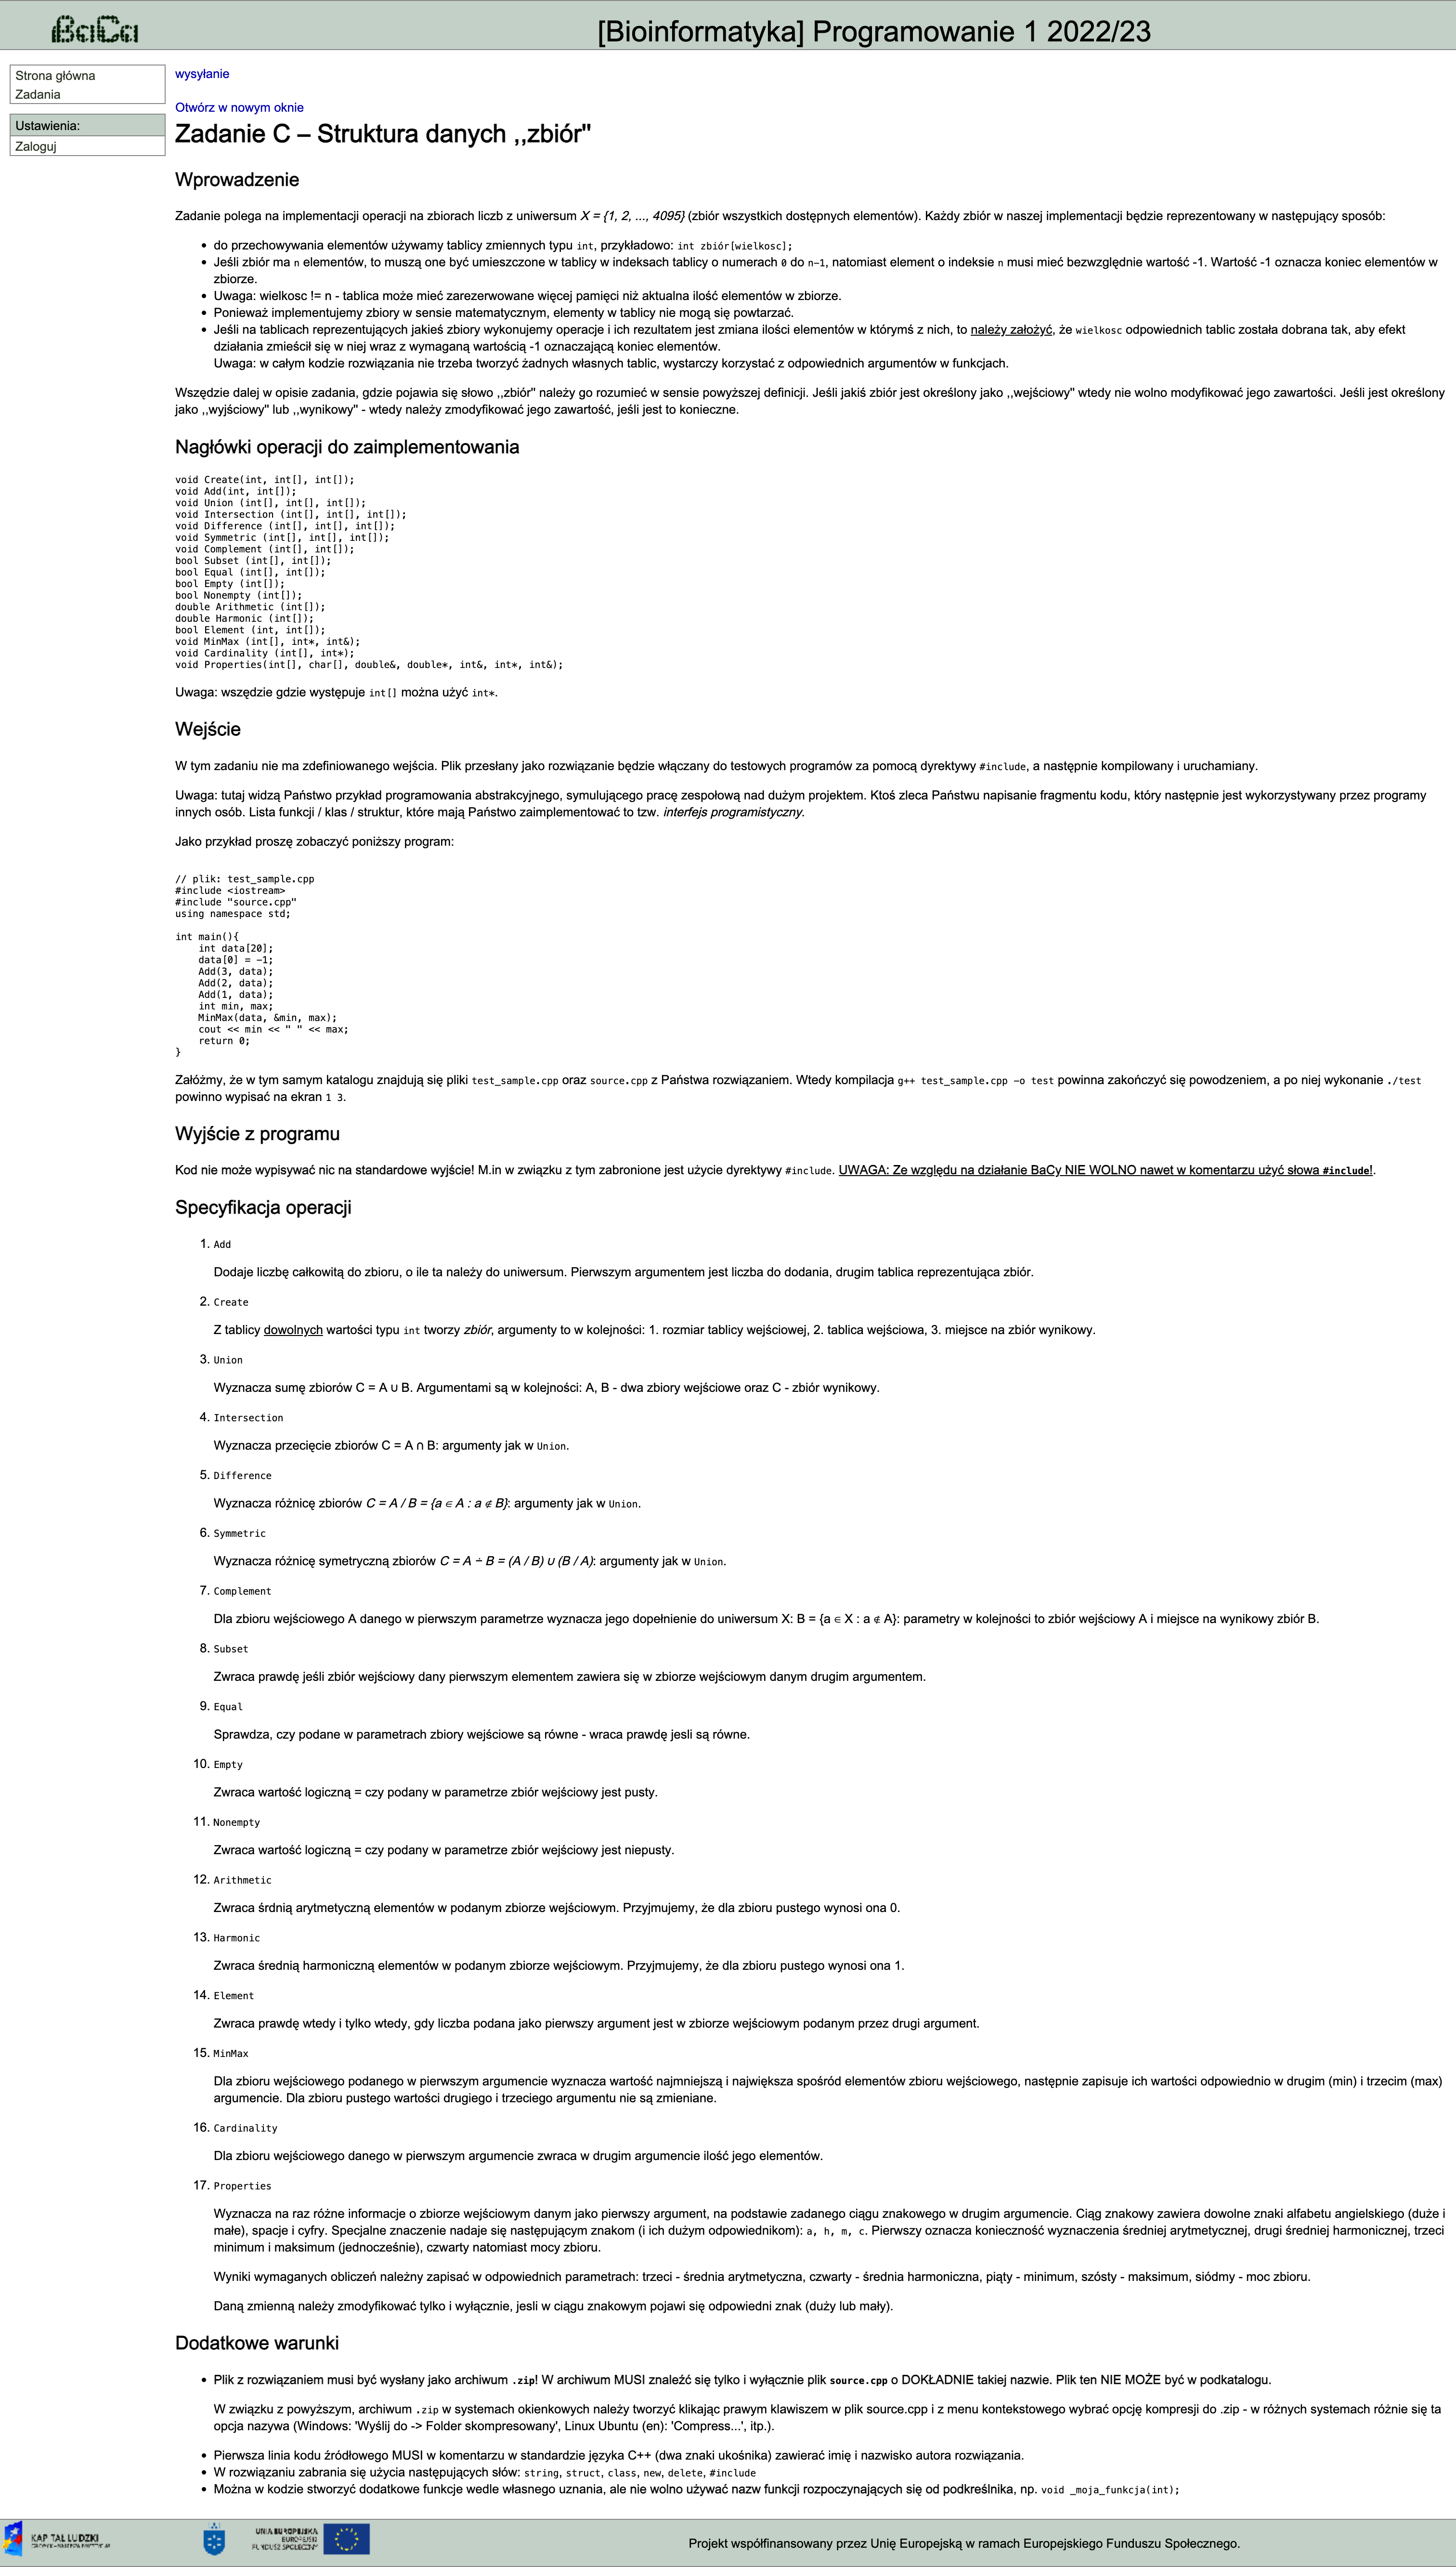 BaCa
[Bioinformatyka] Programowanie 1 2022/23
Strona główna
Zadania
Ustawienia:
Zaloguj
wysyłanie
Otwórz w nowym oknie
Zadanie C – Struktura danych ,,zbiór''
Wprowadzenie
Zadanie polega na implementacji operacji na zbiorach liczb z uniwersum X = {1, 2, ..., 4095} (zbiór wszystkich dostępnych elementów). Każdy zbiór w naszej implementacji będzie reprezentowany w następujący sposób:
• do przechowywania elementów używamy tablicy zmiennych typu int, przykładowo: int zbiór[wielkosc];
• Jeśli zbiór ma n elementów, to muszą one być umieszczone w tablicy w indeksach tablicy o numerach 0 do n-1, natomiast element o indeksie n musi mieć bezwzględnie wartość -1. Wartość -1 oznacza koniec elementów w
zbiorze.
• Uwaga: wielkosc != n - tablica może mieć zarezerwowane więcej pamięci niż aktualna ilość elementów w zbiorze.
• Ponieważ implementujemy zbiory w sensie matematycznym, elementy w tablicy nie mogą się powtarzać.
• Jeśli na tablicach reprezentujących jakieś zbiory wykonujemy operacje i ich rezultatem jest zmiana ilości elementów w którymś z nich, to należy założyć, że wielkosc odpowiednich tablic została dobrana tak, aby efekt
działania zmieścił się w niej wraz z wymaganą wartością -1 oznaczającą koniec elementów.
Uwaga: w całym kodzie rozwiązania nie trzeba tworzyć żadnych własnych tablic, wystarczy korzystać z odpowiednich argumentów w funkcjach.
Wszędzie dalej w opisie zadania, gdzie pojawia się słowo ,,zbiór'' należy go rozumieć w sensie powyższej definicji. Jeśli jakiś zbiór jest określony jako ,,wejściowy'' wtedy nie wolno modyfikować jego zawartości. Jeśli jest określony
jako ,,wyjściowy'' lub ,,wynikowy'' - wtedy należy zmodyfikować jego zawartość, jeśli jest to konieczne.
Nagłówki operacji do zaimplementowania
void Create(int, int[], int[]);
void Add(int, int[]);
void Union (int[], int[], int[]);
void Intersection (int[], int[], int[]);
void Difference (int[], int[], int[]);
void Symmetric (int[], int[], int[]);
void Complement (int[], int[]);
bool Subset (int[], int[]);
bool Equal (int[], int[]);
bool Empty (int[]);
bool Nonempty (int[]);
double Arithmetic (int[]);
double Harmonic (int[]);
bool Element (int, int[]);
void MinMax (int[], int*, int&);
void Cardinality (int[], int*);
void Properties(int[], char[], double&, double*, int&, int*, int&);
Uwaga: wszędzie gdzie występuje int[] można użyć int*.
Wejście
W tym zadaniu nie ma zdefiniowanego wejścia. Plik przesłany jako rozwiązanie będzie włączany do testowych programów za pomocą dyrektywy #include, a następnie kompilowany i uruchamiany.
Uwaga: tutaj widzą Państwo przykład programowania abstrakcyjnego, symulującego pracę zespołową nad dużym projektem. Ktoś zleca Państwu napisanie fragmentu kodu, który następnie jest wykorzystywany przez programy
innych osób. Lista funkcji / klas / struktur, które mają Państwo zaimplementować to tzw. interfejs programistyczny.
Jako przykład proszę zobaczyć poniższy program:
// plik: test_sample.cpp
#include <iostream>
#include "source.cpp"
using namespace std;
int main(){
int data[20];
data[0] = -1;
Add(3, data);
Add(2, data);
Add(1, data);
int min, max;
MinMax(data, &min, max);
cout << min << " " << max;
return 0;
}
Załóżmy, że w tym samym katalogu znajdują się pliki test_sample.cpp oraz source.cpp z Państwa rozwiązaniem. Wtedy kompilacja g++ test_sample.cpp -o test powinna zakończyć się powodzeniem, a po niej wykonanie ./test
powinno wypisać na ekran 1 3.
Wyjście z programu
Kod nie może wypisywać nic na standardowe wyjście! M.in w związku z tym zabronione jest użycie dyrektywy #include. UWAGA: Ze względu na działanie BaCy NIE WOLNO nawet w komentarzu użyć słowa #include!.
Specyfikacja operacji
1. Add
Dodaje liczbę całkowitą do zbioru, o ile ta należy do uniwersum. Pierwszym argumentem jest liczba do dodania, drugim tablica reprezentująca zbiór.
2. Create
Z tablicy dowolnych wartości typu int tworzy zbiór, argumenty to w kolejności: 1. rozmiar tablicy wejściowej, 2. tablica wejściowa, 3. miejsce na zbiór wynikowy.
3. Union
Wyznacza sumę zbiorów C = A ∪ B. Argumentami są w kolejności: A, B - dwa zbiory wejściowe oraz C - zbiór wynikowy.
4. Intersection
Wyznacza przecięcie zbiorów C = A ∩ B: argumenty jak w Union.
5. Difference
Wyznacza różnicę zbiorów C = A / B = {a ∈ A : a ∉ B}: argumenty jak w Union.
6. Symmetric
Wyznacza różnicę symetryczną zbiorów C = A ÷ B = (A / B) ∪ (B / A): argumenty jak w Union.
7. Complement
Dla zbioru wejściowego A danego w pierwszym parametrze wyznacza jego dopełnienie do uniwersum X: B = {a ∈ X : a ∉ A}: parametry w kolejności to zbiór wejściowy A i miejsce na wynikowy zbiór B.
8. Subset
Zwraca prawdę jeśli zbiór wejściowy dany pierwszym elementem zawiera się w zbiorze wejściowym danym drugim argumentem.
9. Equal
Sprawdza, czy podane w parametrach zbiory wejściowe są równe - wraca prawdę jesli są równe.
10. Empty
Zwraca wartość logiczną = czy podany w parametrze zbiór wejściowy jest pusty.
11. Nonempty
Zwraca wartość logiczną = czy podany w parametrze zbiór wejściowy jest niepusty.
12. Arithmetic
Zwraca śrdnią arytmetyczną elementów w podanym zbiorze wejściowym. Przyjmujemy, że dla zbioru pustego wynosi ona 0.
13. Harmonic
Zwraca średnią harmoniczną elementów w podanym zbiorze wejściowym. Przyjmujemy, że dla zbioru pustego wynosi ona 1.
14. Element
Zwraca prawdę wtedy i tylko wtedy, gdy liczba podana jako pierwszy argument jest w zbiorze wejściowym podanym przez drugi argument.
15. MinMax
Dla zbioru wejściowego podanego w pierwszym argumencie wyznacza wartość najmniejszą i największa spośród elementów zbioru wejściowego, następnie zapisuje ich wartości odpowiednio w drugim (min) i trzecim (max)
argumencie. Dla zbioru pustego wartości drugiego i trzeciego argumentu nie są zmieniane.
16. Cardinality
Dla zbioru wejściowego danego w pierwszym argumencie zwraca w drugim argumencie ilość jego elementów.
17. Properties
Wyznacza na raz różne informacje o zbiorze wejściowym danym jako pierwszy argument, na podstawie zadanego ciągu znakowego w drugim argumencie. Ciąg znakowy zawiera dowolne znaki alfabetu angielskiego (duże i
małe), spacje i cyfry. Specjalne znaczenie nadaje się następującym znakom (i ich dużym odpowiednikom): a, h, m, c. Pierwszy oznacza konieczność wyznaczenia średniej arytmetycznej, drugi średniej harmonicznej, trzeci
minimum i maksimum (jednocześnie), czwarty natomiast mocy zbioru.
Wyniki wymaganych obliczeń należny zapisać w odpowiednich parametrach: trzeci - średnia arytmetyczna, czwarty - średnia harmoniczna, piąty - minimum, szósty - maksimum, siódmy - moc zbioru.
Daną zmienną należy zmodyfikować tylko i wyłącznie, jesli w ciągu znakowym pojawi się odpowiedni znak (duży lub mały).
Dodatkowe warunki
• Plik z rozwiązaniem musi być wysłany jako archiwum .zip! W archiwum MUSI znaleźć się tylko i wyłącznie plik source.cpp o DOKŁADNIE takiej nazwie. Plik ten NIE MOŻE być w podkatalogu.
W związku z powyższym, archiwum .zip w systemach okienkowych należy tworzyć klikając prawym klawiszem w plik source.cpp i z menu kontekstowego wybrać opcję kompresji do .zip - w różnych systemach różnie się ta
opcja nazywa (Windows: 'Wyślij do -> Folder skompresowany', Linux Ubuntu (en): 'Compress...', itp.).
• Pierwsza linia kodu źródłowego MUSI w komentarzu w standardzie języka C++ (dwa znaki ukośnika) zawierać imię i nazwisko autora rozwiązania.
• W rozwiązaniu zabrania się użycia następujących słów: string, struct, class, new, delete, #include
• Można w kodzie stworzyć dodatkowe funkcje wedle własnego uznania, ale nie wolno używać nazw funkcji rozpoczynających się od podkreślnika, np. void _moja_funkcja(int);
KAPITAŁ LUDZKI
UNIA EUROPEJSKA
EUROPEJSKI
FUNDUSZ SPOŁECZNY
Projekt współfinansowany przez Unię Europejską w ramach Europejskiego Funduszu Społecznego.